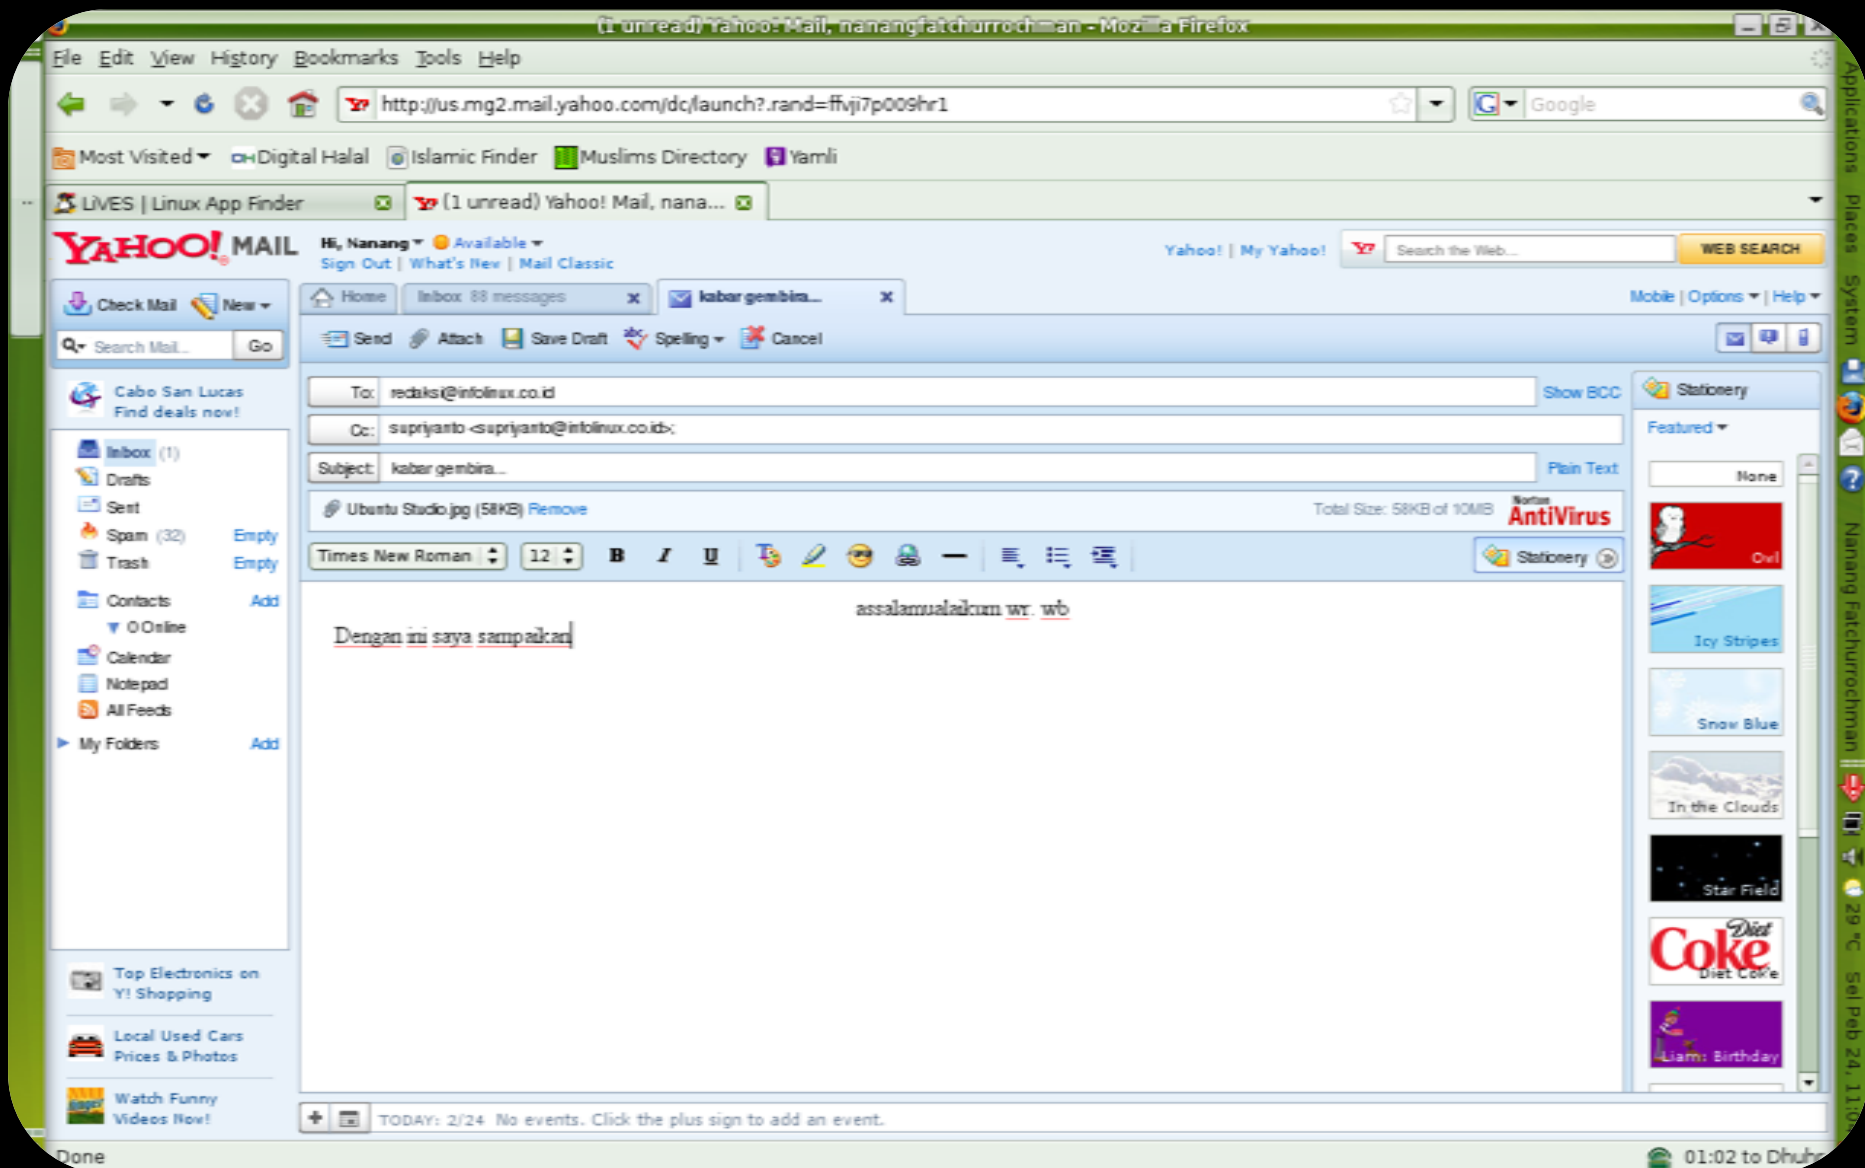 (1 unread) Yahoo! Mail, nanangfatchurrochman - Mozilla Firefox
File Edit View History Bookmarks Tools Help
http://us.mg2.mail.yahoo.com/dc/launch?.rand=ffvji7p009hr1
Google
Most Visited Digital Halal Islamic Finder Muslims Directory Yamli
LiVES | Linux App Finder
(1 unread) Yahoo! Mail, nana...
YAHOO! MAIL
Hi, Nanang Available
Sign Out | What's New | Mail Classic
Yahoo! | My Yahoo!
Search the Web...
WEB SEARCH
Check Mail New
Search Mail... Go
Home
Inbox 88 messages
kabar gembira...
Mobile | Options | Help
Send Attach Save Draft Spelling Cancel
Cabo San Lucas
Find deals now!
Inbox (1)
Drafts
Sent
Spam (32) Empty
Trash Empty
Contacts Add
0 Online
Calendar
Notepad
All Feeds
My Folders Add
Top Electronics on
Y! Shopping
Local Used Cars
Prices & Photos
Watch Funny
Videos Now!
To: redaksi@infolinux.co.id Show BCC
Cc: supriyanto <supriyanto@infolinux.co.id>;
Subject: kabar gembira... Plain Text
Ubuntu Studio.jpg (58KB) Remove
Total Size: 58KB of 10MB
Norton
AntiVirus
Times New Roman 12 B I U
Stationery
assalamualaikum wr. wb
Dengan ini saya sampaikan
Stationery
Featured
None
Owl
Icy Stripes
Snow Blue
In the Clouds
Star Field
Diet
Coke
Diet Coke
Liam: Birthday
TODAY: 2/24 No events. Click the plus sign to add an event.
Done
01:02 to Dhuhr
Applications Places System
Nanang Fatchurrochman
29 °C
Sel Peb 24,